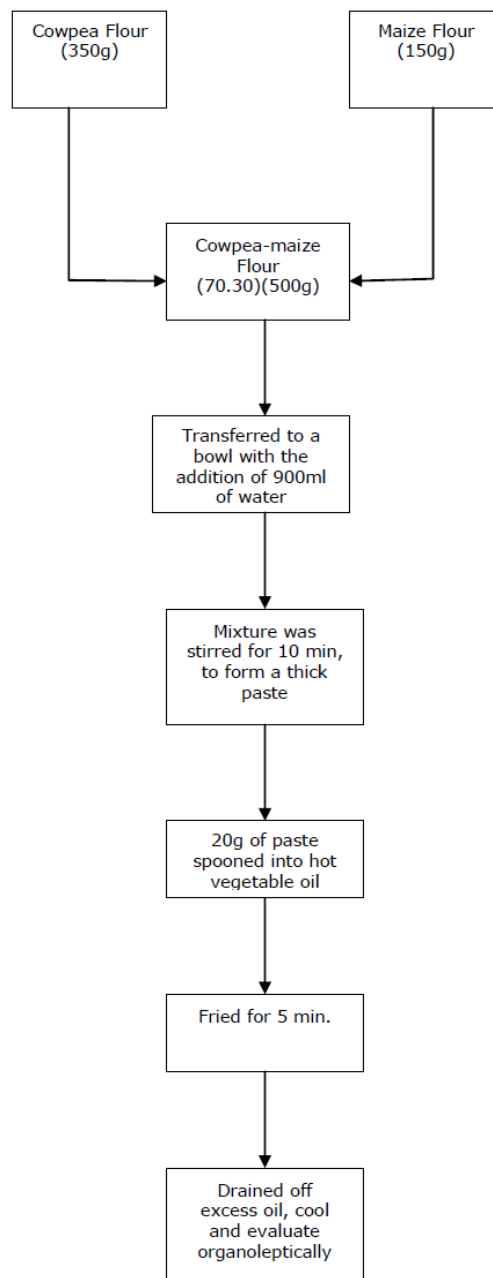 Cowpea Flour
(350g)
Maize Flour
(150g)
Cowpea-maize
Flour
(70.30)(500g)
Transferred to a
bowl with the
addition of 900ml
of water
Mixture was
stirred for 10 min,
to form a thick
paste
20g of paste
spooned into hot
vegetable oil
Fried for 5 min.
Drained off
excess oil, cool
and evaluate
organoleptically